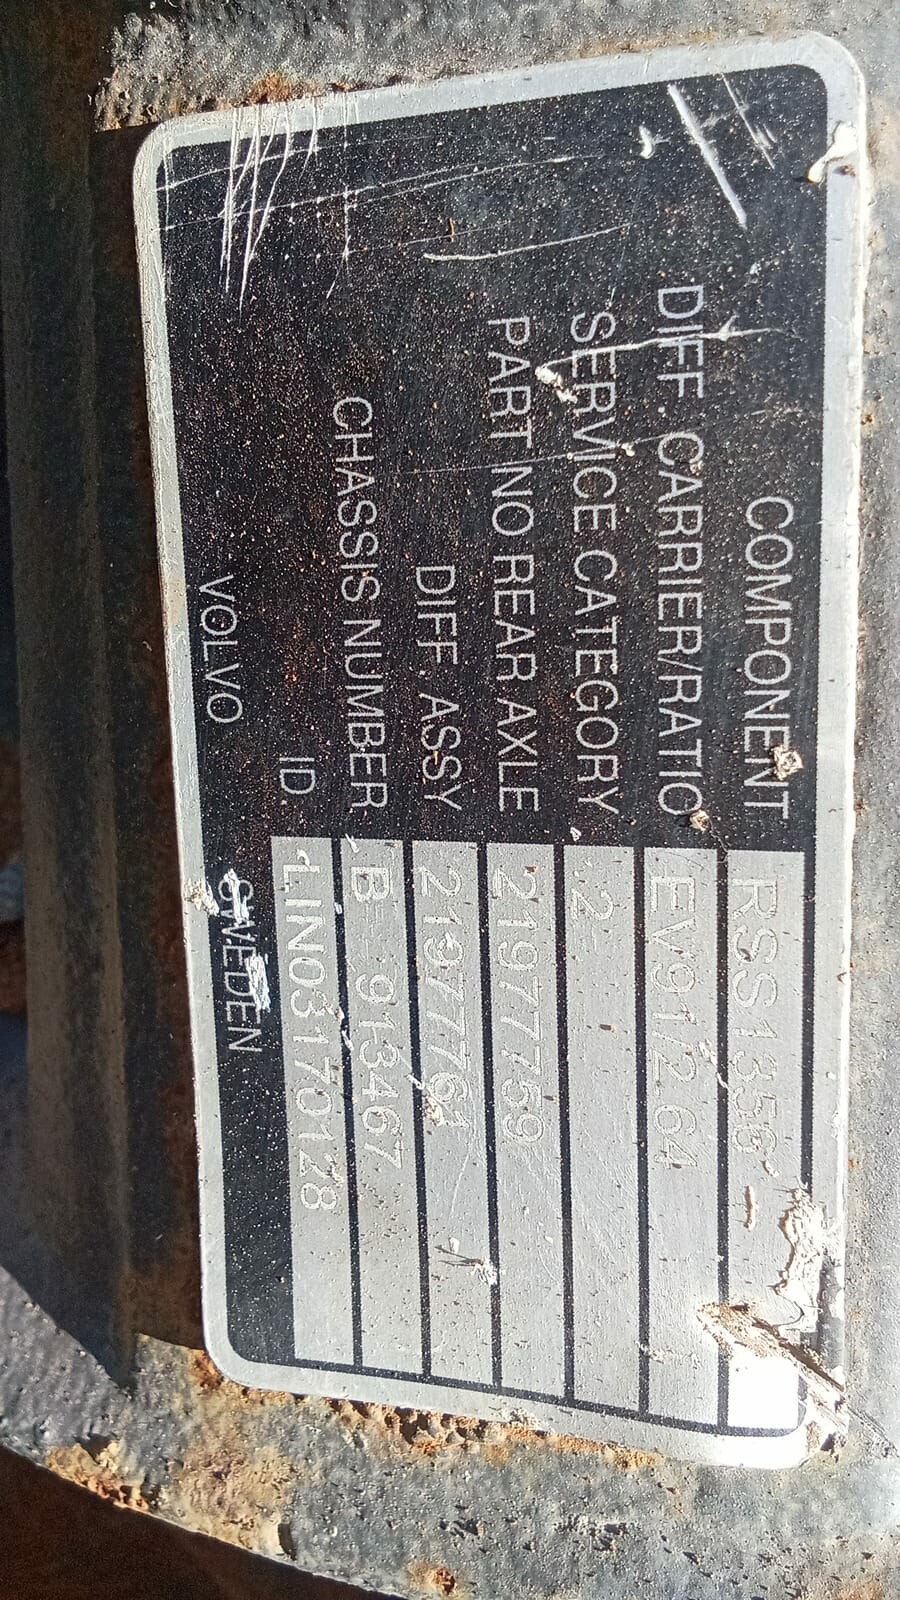 COMPONENT RSS1356
DIFF. CARRIER/RATIO EV91/2.64
SERVICE CATEGORY 2
PART NO REAR AXLE 21977759
DIFF. ASSY 21977764
CHASSIS NUMBER B 913467
ID. LIN03170128
VOLVO SWEDEN